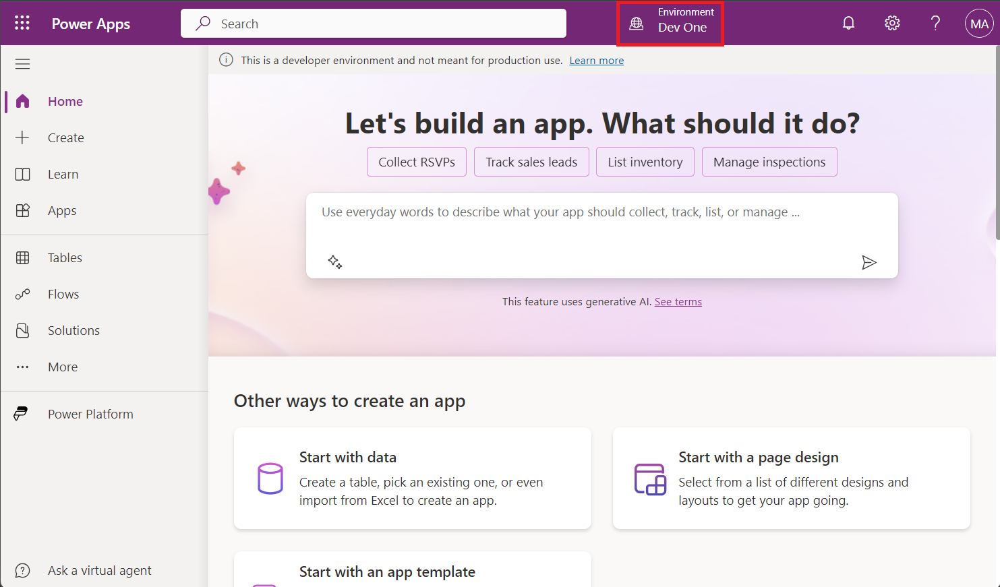 Power Apps
Search
Environment
Dev One
MA
This is a developer environment and not meant for production use. Learn more
Home
Create
Learn
Apps
Tables
Flows
Solutions
More
Power Platform
Ask a virtual agent
Let's build an app. What should it do?
Collect RSVPs
Track sales leads
List inventory
Manage inspections
Use everyday words to describe what your app should collect, track, list, or manage ...
This feature uses generative AI. See terms
Other ways to create an app
Start with data
Create a table, pick an existing one, or even
import from Excel to create an app.
Start with a page design
Select from a list of different designs and
layouts to get your app going.
Start with an app template